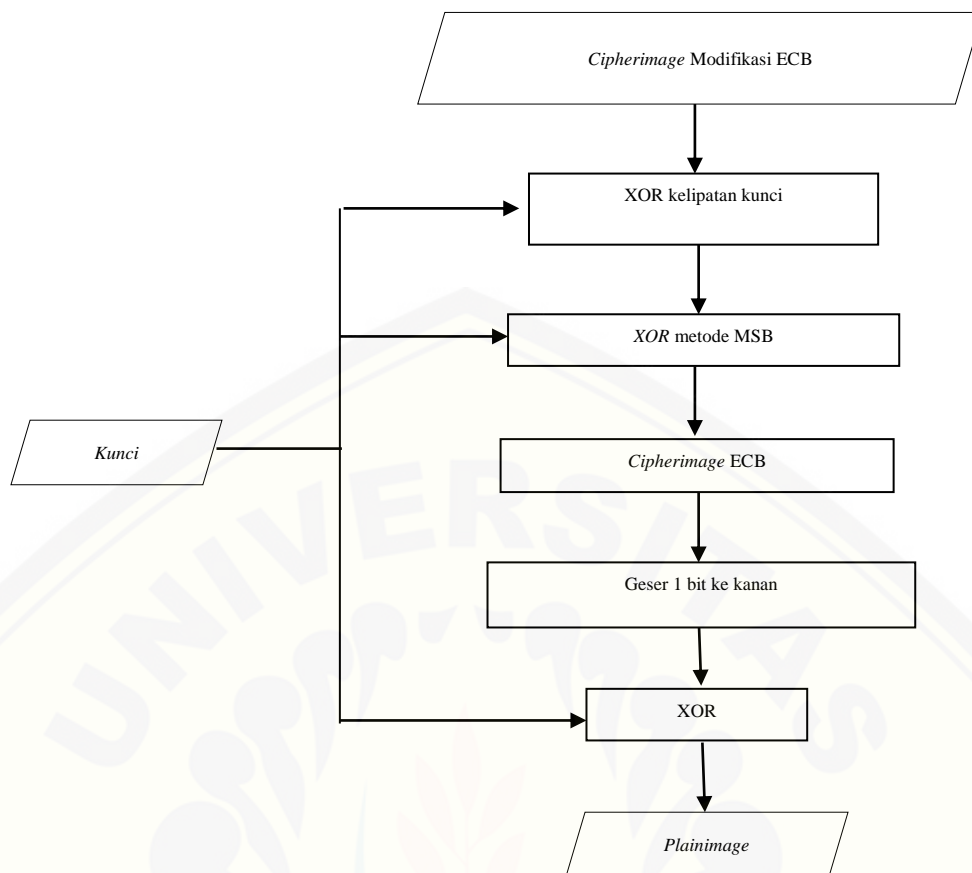 Cipherimage Modifikasi ECB
XOR kelipatan kunci
XOR metode MSB
Kunci
Cipherimage ECB
Geser 1 bit ke kanan
XOR
Plainimage
UNIVERSITAS